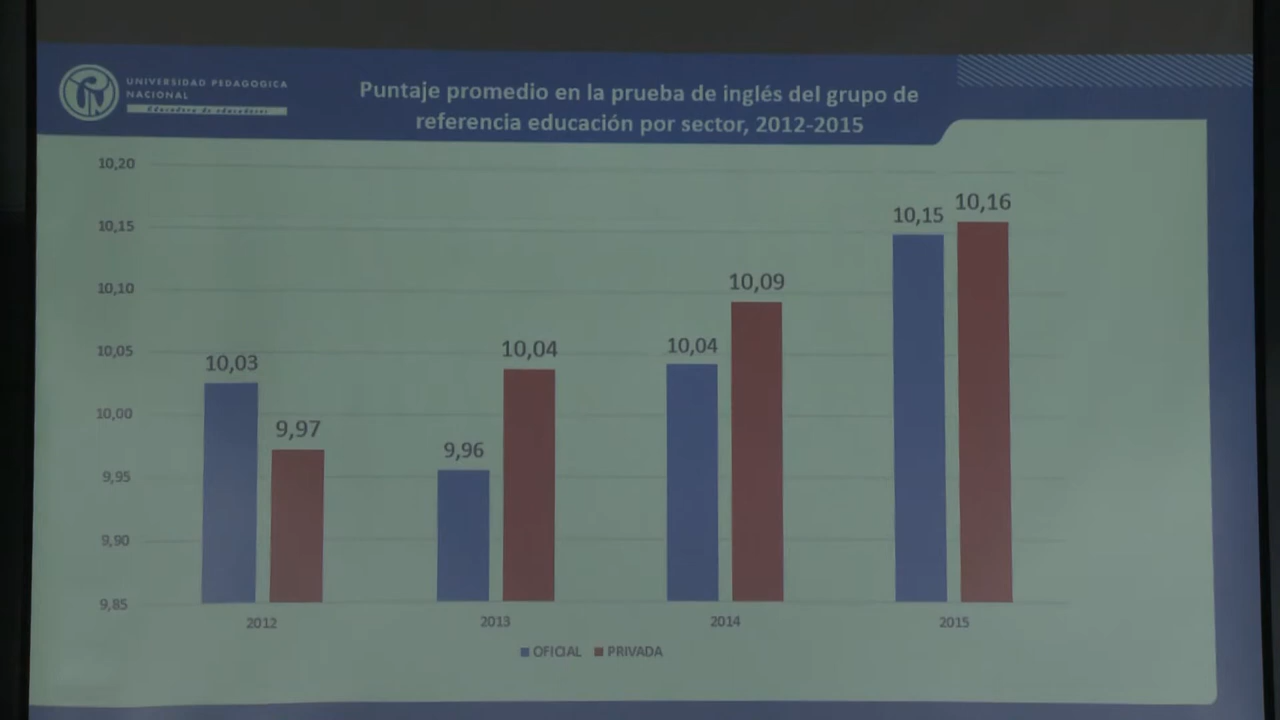 UNIVERSIDAD PEDAGOGICA
NACIONAL
Educadora de educadores
Puntaje promedio en la prueba de inglés del grupo de
referencia educación por sector, 2012-2015
10,20
10,15
10,10
10,05
10,00
9,95
9,90
9,85
10,03
9,97
9,96
10,04
10,04
10,09
10,15
10,16
2012
2013
2014
2015
OFICIAL
PRIVADA